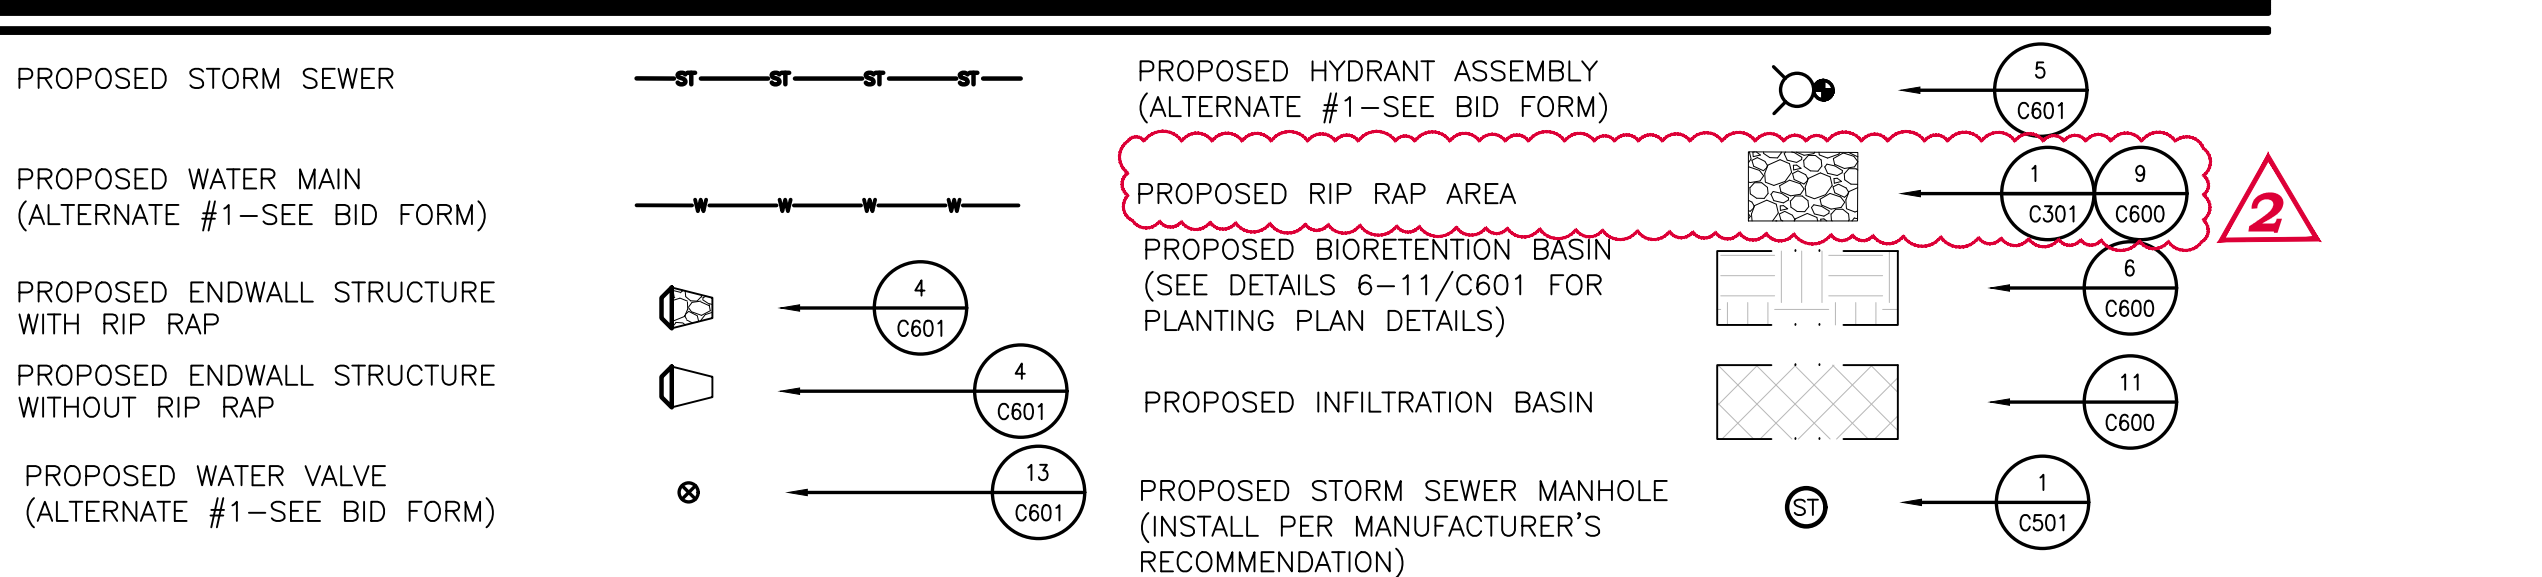 PROPOSED STORM SEWER
ST ST ST ST
PROPOSED WATER MAIN
(ALTERNATE #1-SEE BID FORM)
W W W W
PROPOSED ENDWALL STRUCTURE
WITH RIP RAP
4
C601
PROPOSED ENDWALL STRUCTURE
WITHOUT RIP RAP
4
C601
PROPOSED WATER VALVE
(ALTERNATE #1-SEE BID FORM)
13
C601
PROPOSED HYDRANT ASSEMBLY
(ALTERNATE #1-SEE BID FORM)
5
C601
PROPOSED RIP RAP AREA
1
C301
9
C600
2
PROPOSED BIORETENTION BASIN
(SEE DETAILS 6-11/C601 FOR
PLANTING PLAN DETAILS)
6
C600
PROPOSED INFILTRATION BASIN
11
C600
PROPOSED STORM SEWER MANHOLE
(INSTALL PER MANUFACTURER'S
RECOMMENDATION)
ST
1
C501